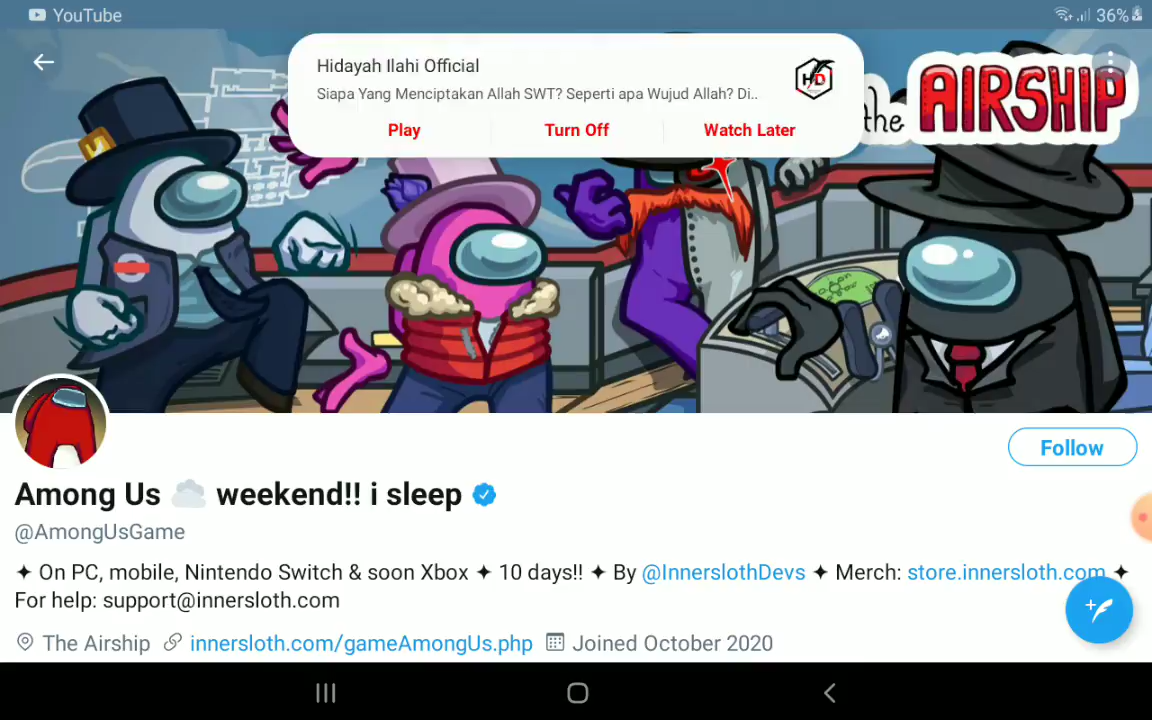 YouTube
36%
Hidayah Ilahi Official
Siapa Yang Menciptakan Allah SWT? Seperti apa Wujud Allah? Di..
HD
Play Turn Off Watch Later
the AIRSHIP
Among Us ☁️ weekend!! i sleep
@AmongUsGame
Follow
✦ On PC, mobile, Nintendo Switch & soon Xbox ✦ 10 days!! ✦ By @InnerslothDevs ✦ Merch: store.innersloth.com ✦
For help: support@innersloth.com
The Airship innersloth.com/gameAmongUs.php Joined October 2020